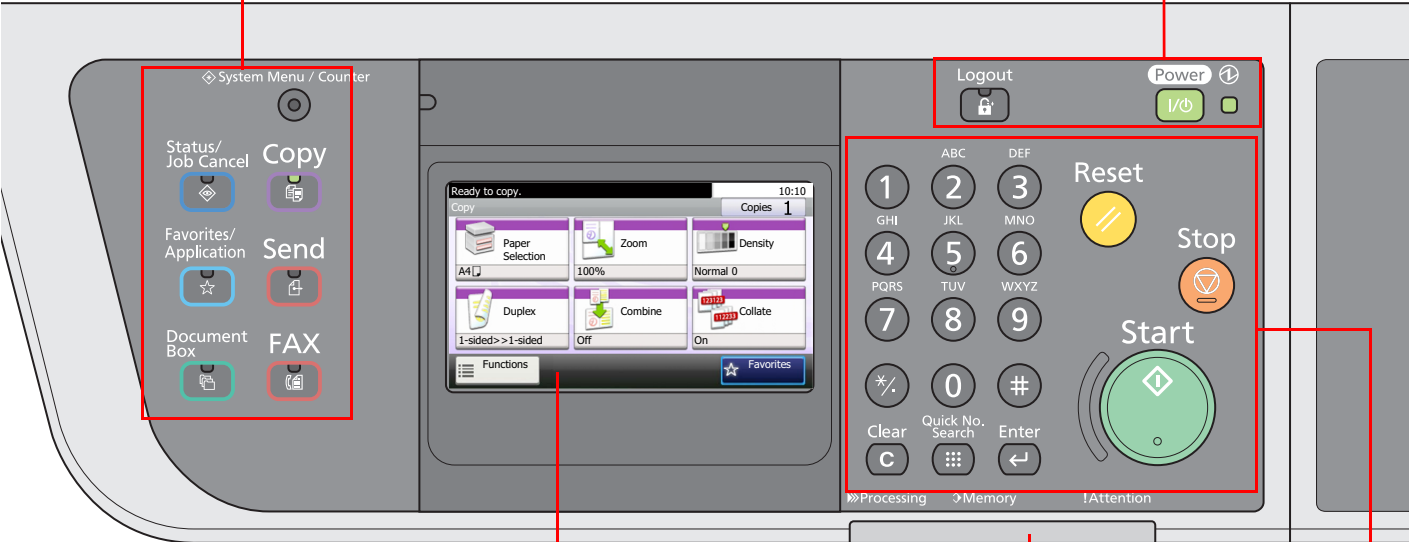 System Menu / Counter
Status/
Job Cancel
Copy
Favorites/
Application
Send
Document
Box
FAX
Ready to copy.
10:10
Copy
Copies 1
Paper
Selection
A4
Zoom
100%
Density
Normal 0
Duplex
1-sided>>1-sided
Combine
Off
123123
112233
Collate
On
Functions
Favorites
Logout
Power
I/
ABC
DEF
1
2
3
GHI
JKL
MNO
4
5
6
PQRS
TUV
WXYZ
7
8
9
*/.
0
#
Clear
Quick No.
Search
Enter
C
Reset
Stop
Start
Processing
Memory
!Attention